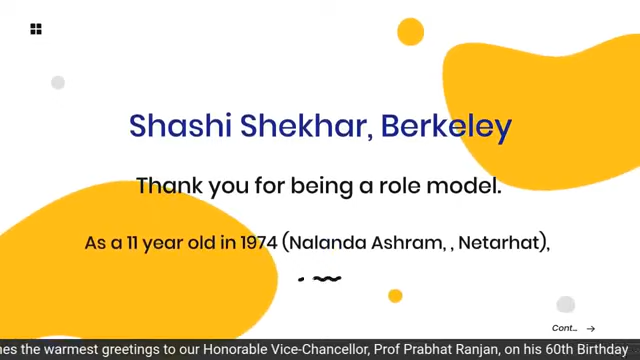 Shashi Shekhar, Berkeley
Thank you for being a role model.
As a 11 year old in 1974 (Nalanda Ashram, , Netarhat),
Cont...
the warmest greetings to our Honorable Vice-Chancellor, Prof Prabhat Ranjan, on his 60th Birthday